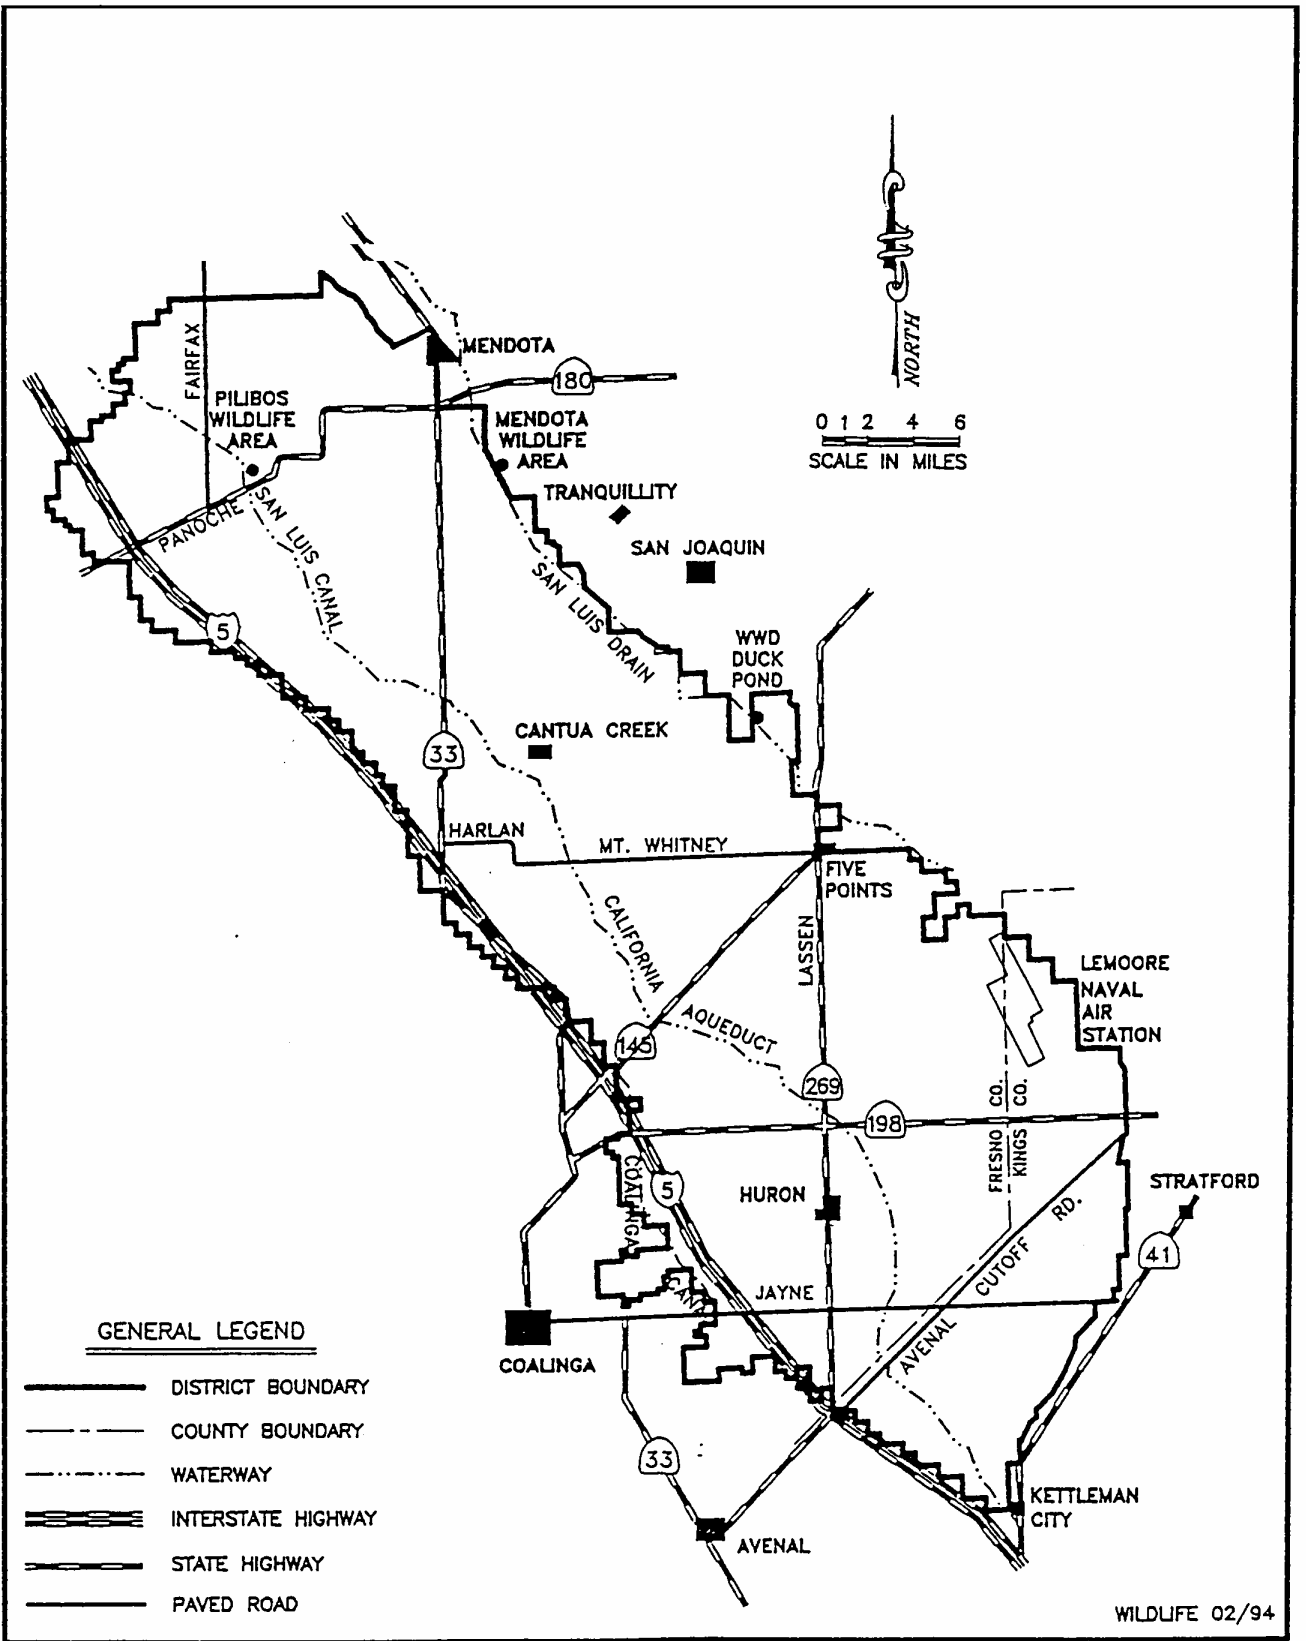 NORTH
0 1 2 4 6
SCALE IN MILES
MENDOTA
180
FAIRFAX
PILIBOS
WILDLIFE
AREA
MENDOTA
WILDLIFE
AREA
TRANQUILLITY
PANOCHE
SAN LUIS CANAL
SAN JOAQUIN
SAN LUIS DRAIN
5
WWD
DUCK
POND
CANTUA CREEK
33
HARLAN
MT. WHITNEY
FIVE
POINTS
CALIFORNIA
AQUEDUCT
LASSEN
LEMOORE
NAVAL
AIR
STATION
145
269
198
FRESNO CO.
KINGS CO.
COALINGA
CANAL
5
HURON
STRATFORD
41
AVENAL CUTOFF RD.
JAYNE
COALINGA
33
AVENAL
KETTLEMAN
CITY
GENERAL LEGEND
DISTRICT BOUNDARY
COUNTY BOUNDARY
WATERWAY
INTERSTATE HIGHWAY
STATE HIGHWAY
PAVED ROAD
WILDLIFE 02/94